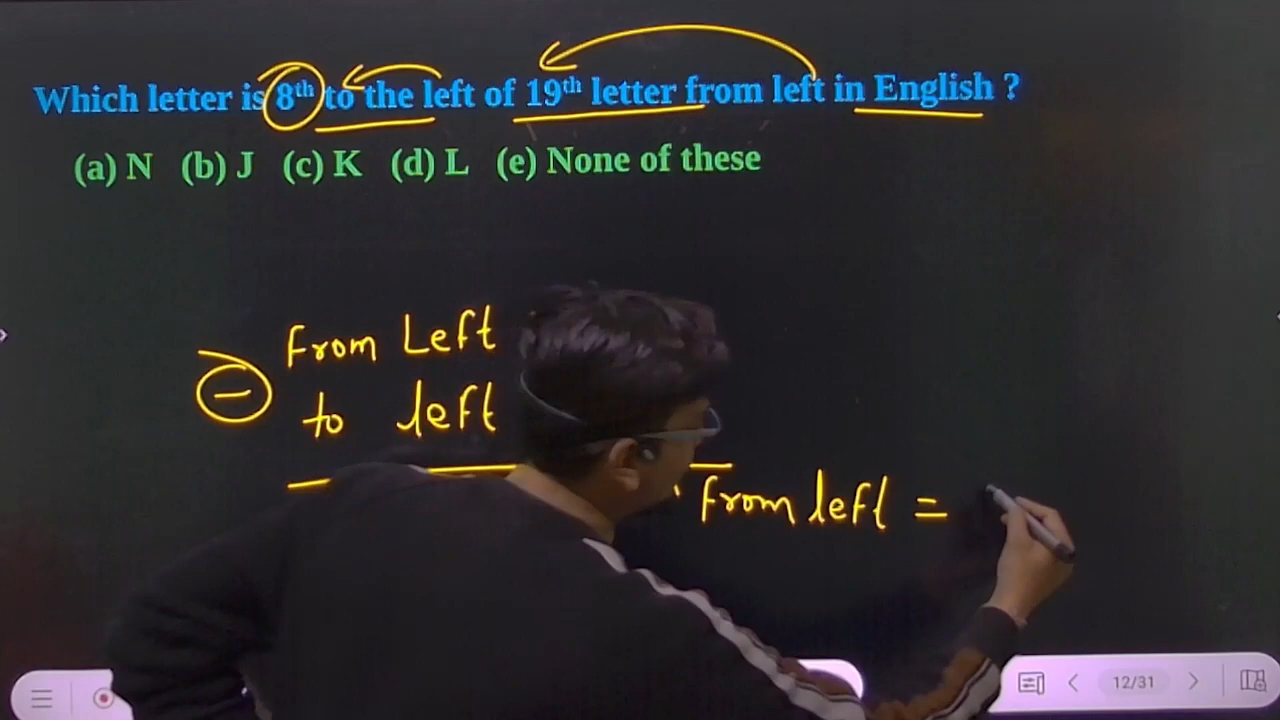 Which letter is 8th to the left of 19th letter from left in English ?
(a) N (b) J (c) K (d) L (e) None of these
From Left
to left
From left =
12/31